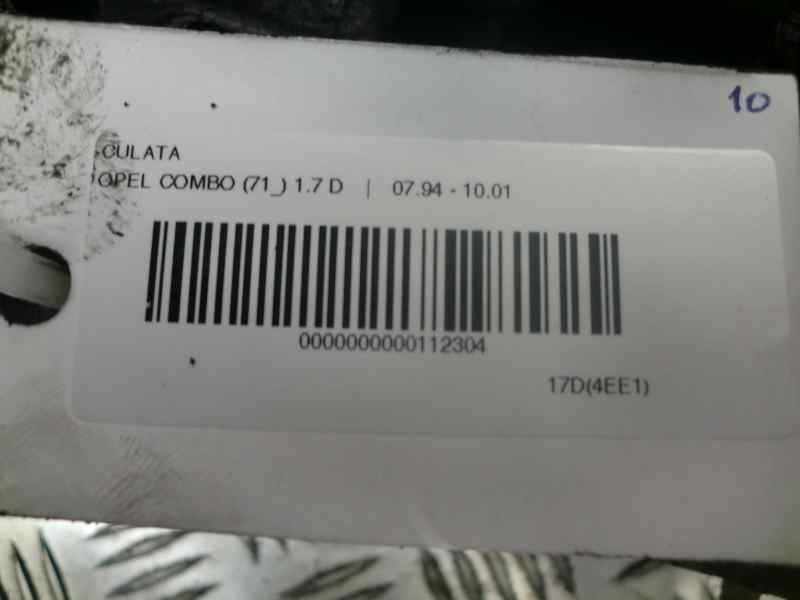 10
CULATA
OPEL COMBO (71_) 1.7 D | 07.94 - 10.01
0000000000112304
17D(4EE1)